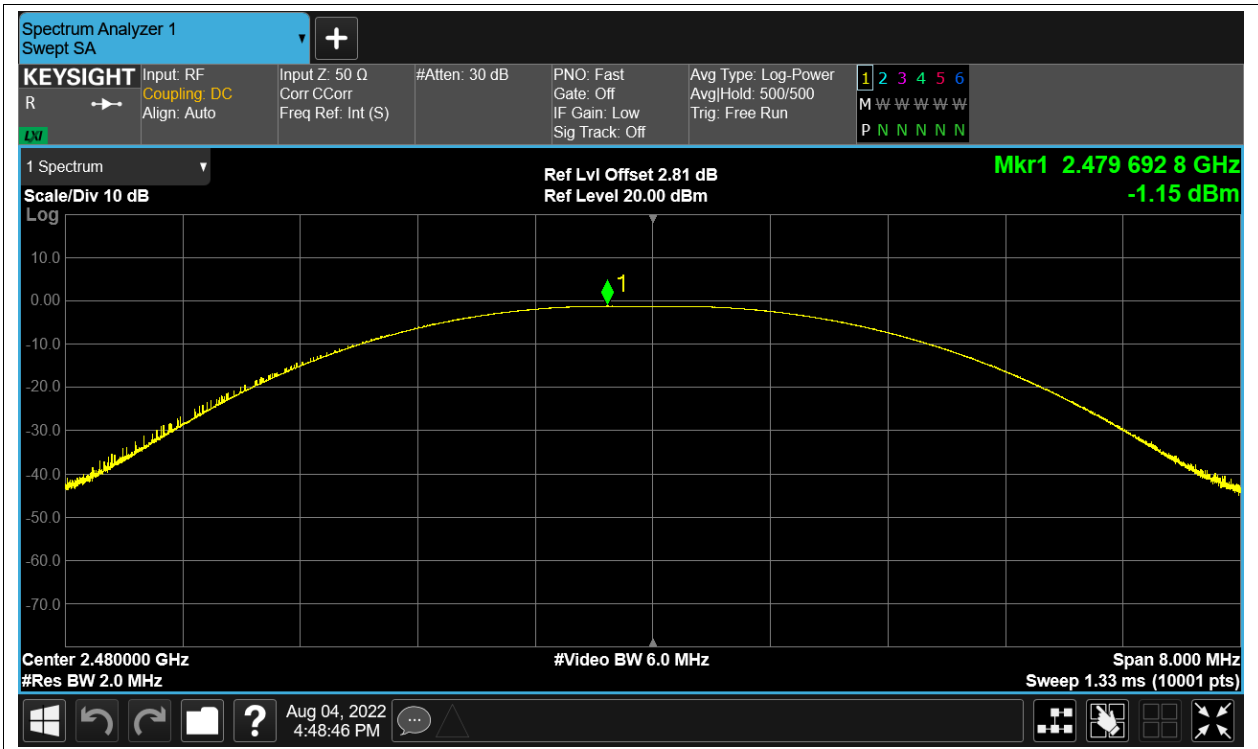 Spectrum Analyzer 1
Swept SA
KEYSIGHT
R
LXI
Input: RF
Coupling: DC
Align: Auto
Input Z: 50 Ω
Corr CCorr
Freq Ref: Int (S)
#Atten: 30 dB
PNO: Fast
Gate: Off
IF Gain: Low
Sig Track: Off
Avg Type: Log-Power
Avg|Hold: 500/500
Trig: Free Run
1 2 3 4 5 6
M W W W W W
P N N N N N
1 Spectrum
Scale/Div 10 dB
Log
Ref Lvl Offset 2.81 dB
Ref Level 20.00 dBm
Mkr1 2.479 692 8 GHz
-1.15 dBm
1
10.0
0.00
-10.0
-20.0
-30.0
-40.0
-50.0
-60.0
-70.0
Center 2.480000 GHz
#Res BW 2.0 MHz
#Video BW 6.0 MHz
Span 8.000 MHz
Sweep 1.33 ms (10001 pts)
?
Aug 04, 2022
4:48:46 PM